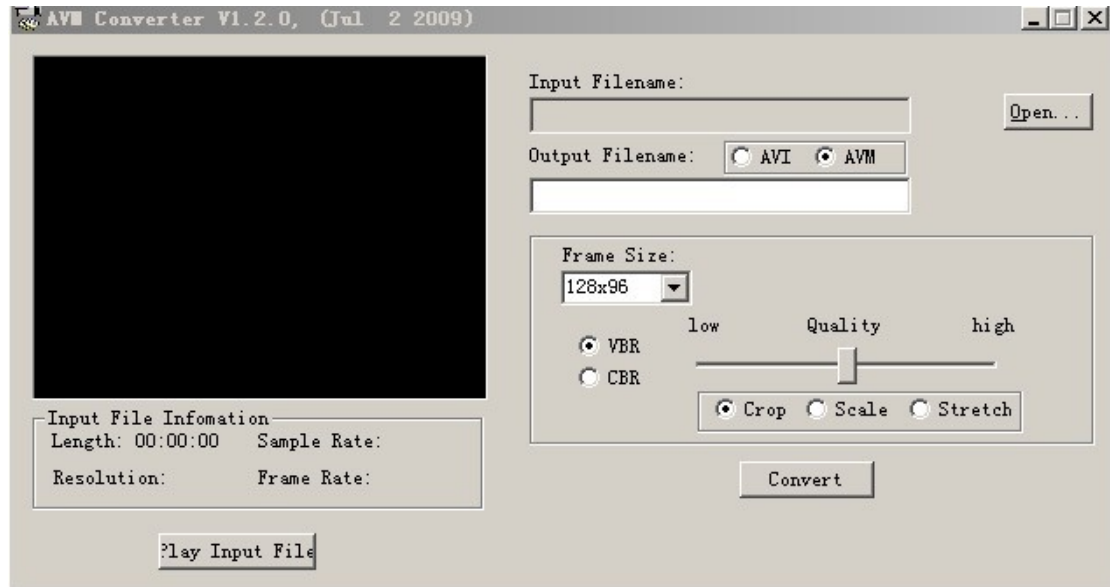 AVM Converter V1.2.0, (Jul 2 2009)
Input Filename:
Open...
Output Filename:
AVI AVM
Frame Size:
128x96
low Quality high
VBR
CBR
Crop Scale Stretch
Input File Infomation
Length: 00:00:00 Sample Rate:
Resolution: Frame Rate:
Convert
Play Input File